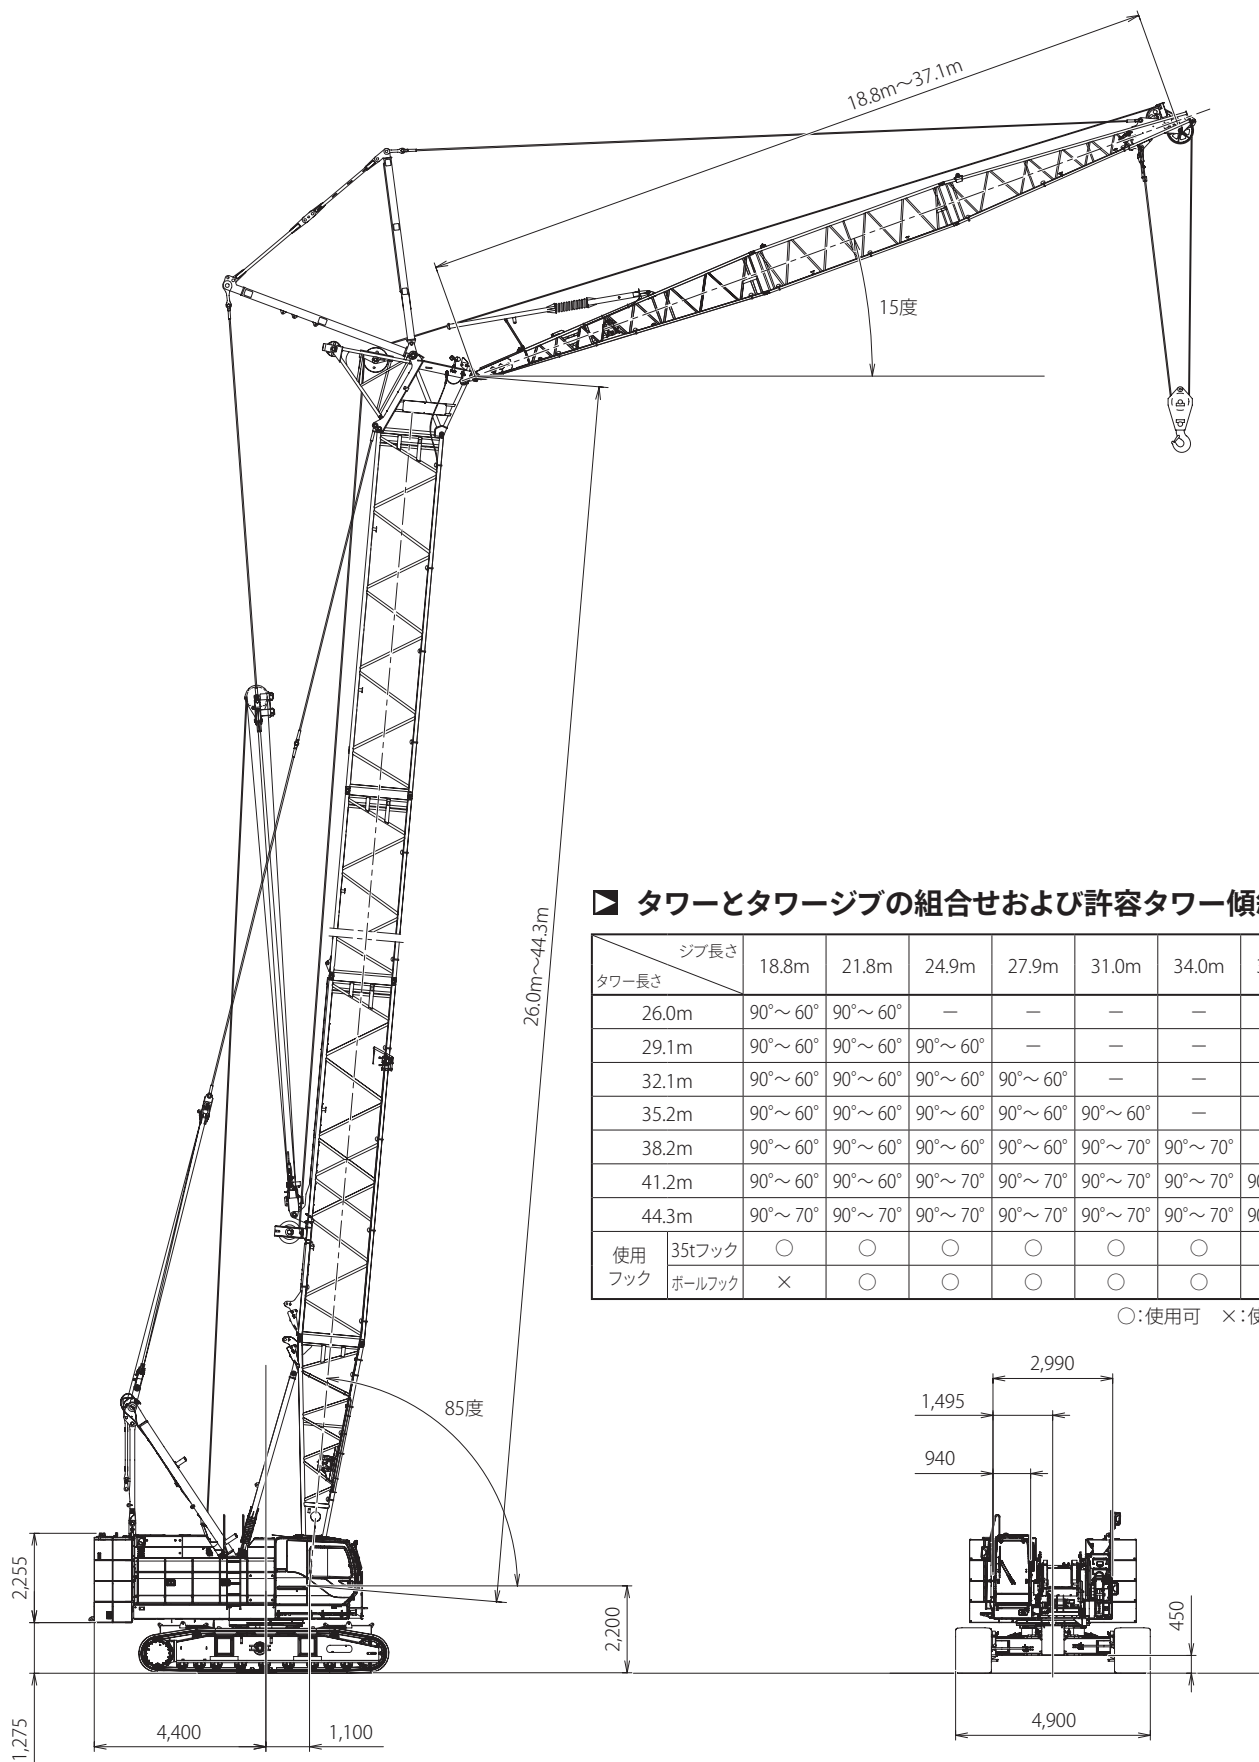 18.8m～37.1m
15度
26.0m～44.3m
タワーとタワージブの組合せおよび許容タワー傾
ジブ長さ 18.8m 21.8m 24.9m 27.9m 31.0m 34.0m
タワー長さ
26.0m 90°～60° 90°～60° － － － －
29.1m 90°～60° 90°～60° 90°～60° － － －
32.1m 90°～60° 90°～60° 90°～60° 90°～60° － －
35.2m 90°～60° 90°～60° 90°～60° 90°～60° 90°～60° －
38.2m 90°～60° 90°～60° 90°～60° 90°～60° 90°～70° 90°～70°
41.2m 90°～60° 90°～60° 90°～70° 90°～70° 90°～70° 90°～70° 90
44.3m 90°～70° 90°～70° 90°～70° 90°～70° 90°～70° 90°～70° 90
使用フック 35tフック ○ ○ ○ ○ ○ ○
ボールフック × ○ ○ ○ ○ ○
○：使用可 ×：使
85度
2,990
1,495
940
2,255
2,200
450
1,275
4,400
1,100
4,900